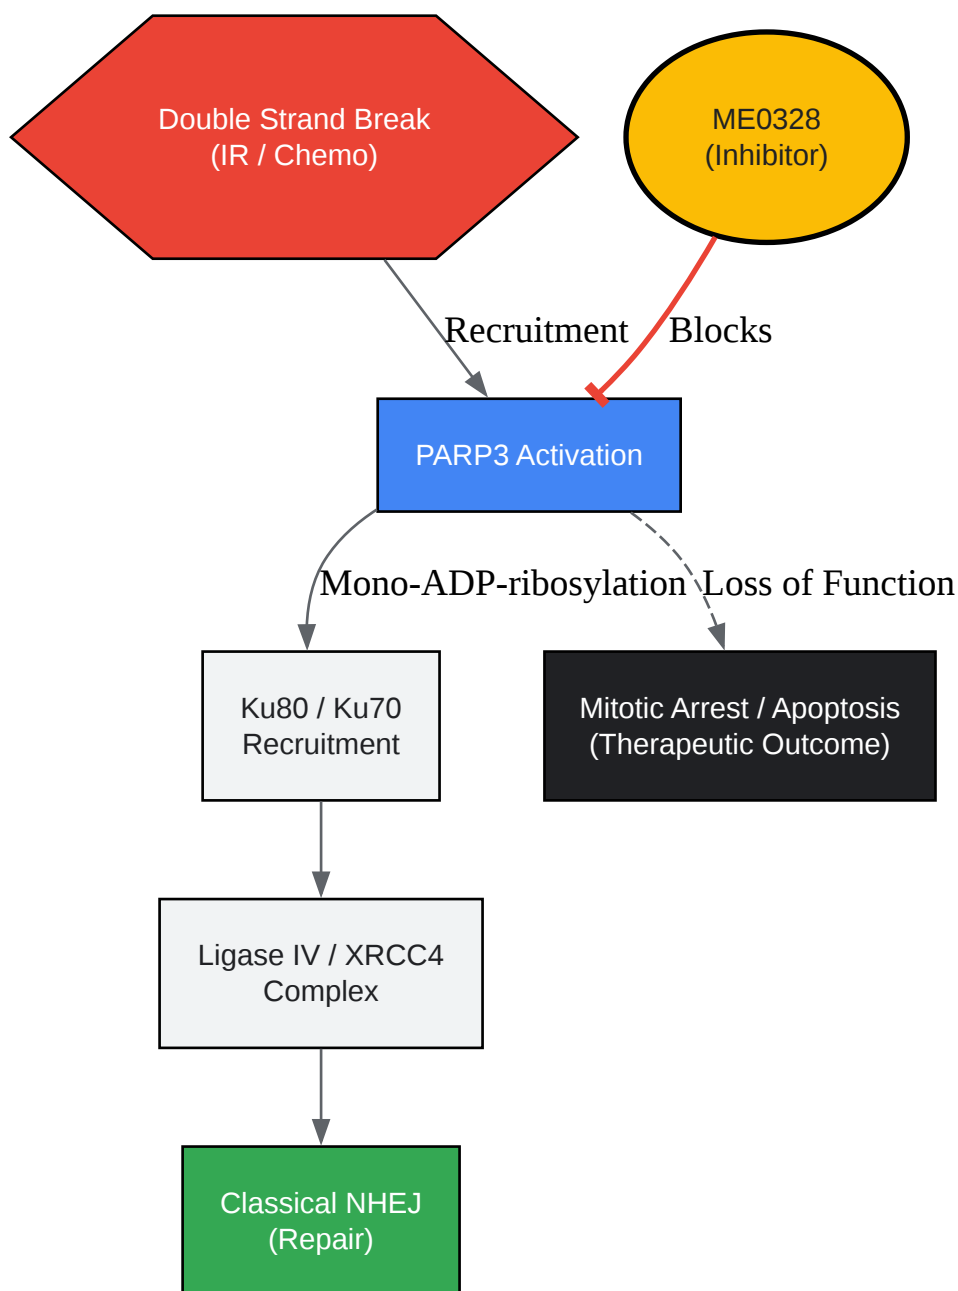 Double Strand Break
(IR / Chemo)
ME0328
(Inhibitor)
Recruitment
Blocks
PARP3 Activation
Mono-ADP-ribosylation
Loss of Function
Ku80 / Ku70
Recruitment
Mitotic Arrest / Apoptosis
(Therapeutic Outcome)
Ligase IV / XRCC4
Complex
Classical NHEJ
(Repair)